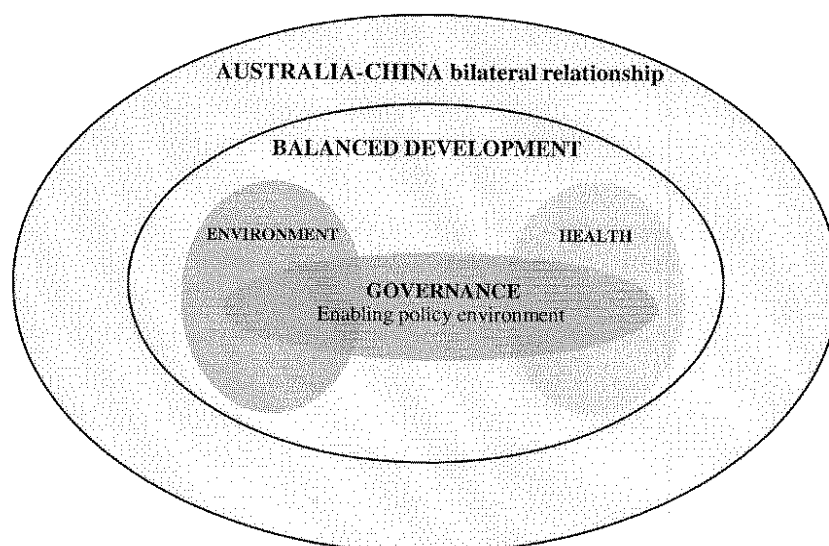 AUSTRALIA-CHINA bilateral relationship
BALANCED DEVELOPMENT
ENVIRONMENT
HEALTH
GOVERNANCE
Enabling policy environment